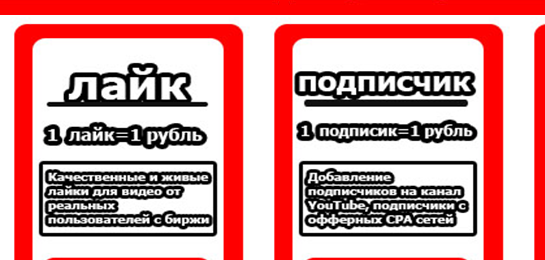 лайк
1 лайк=1 рубль
Качественные и живые
лайки для видео от
реальных
пользователей с биржи
подписчик
1 подписик=1 рубль
Добавление
подписчиков на канал
YouTube, подписчики с
офферных CPA сетей